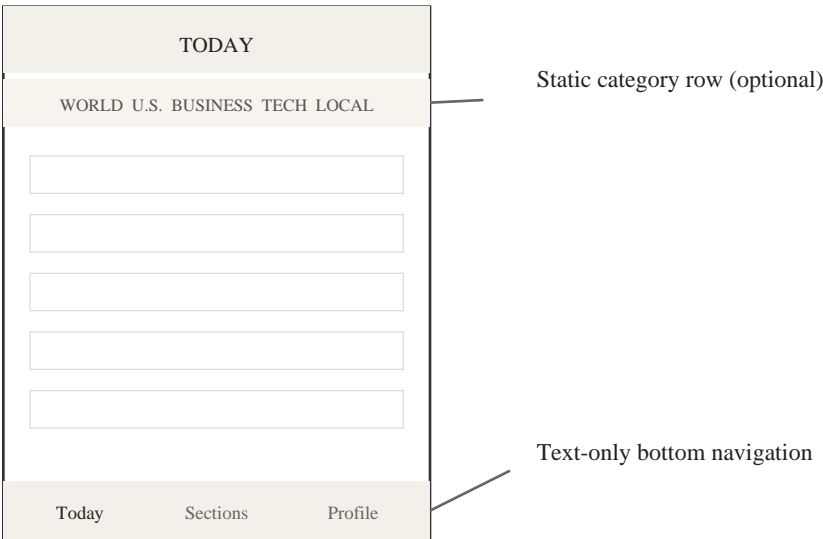 TODAY
Static category row (optional)
WORLD U.S. BUSINESS TECH LOCAL
Text-only bottom navigation
Today Sections Profile